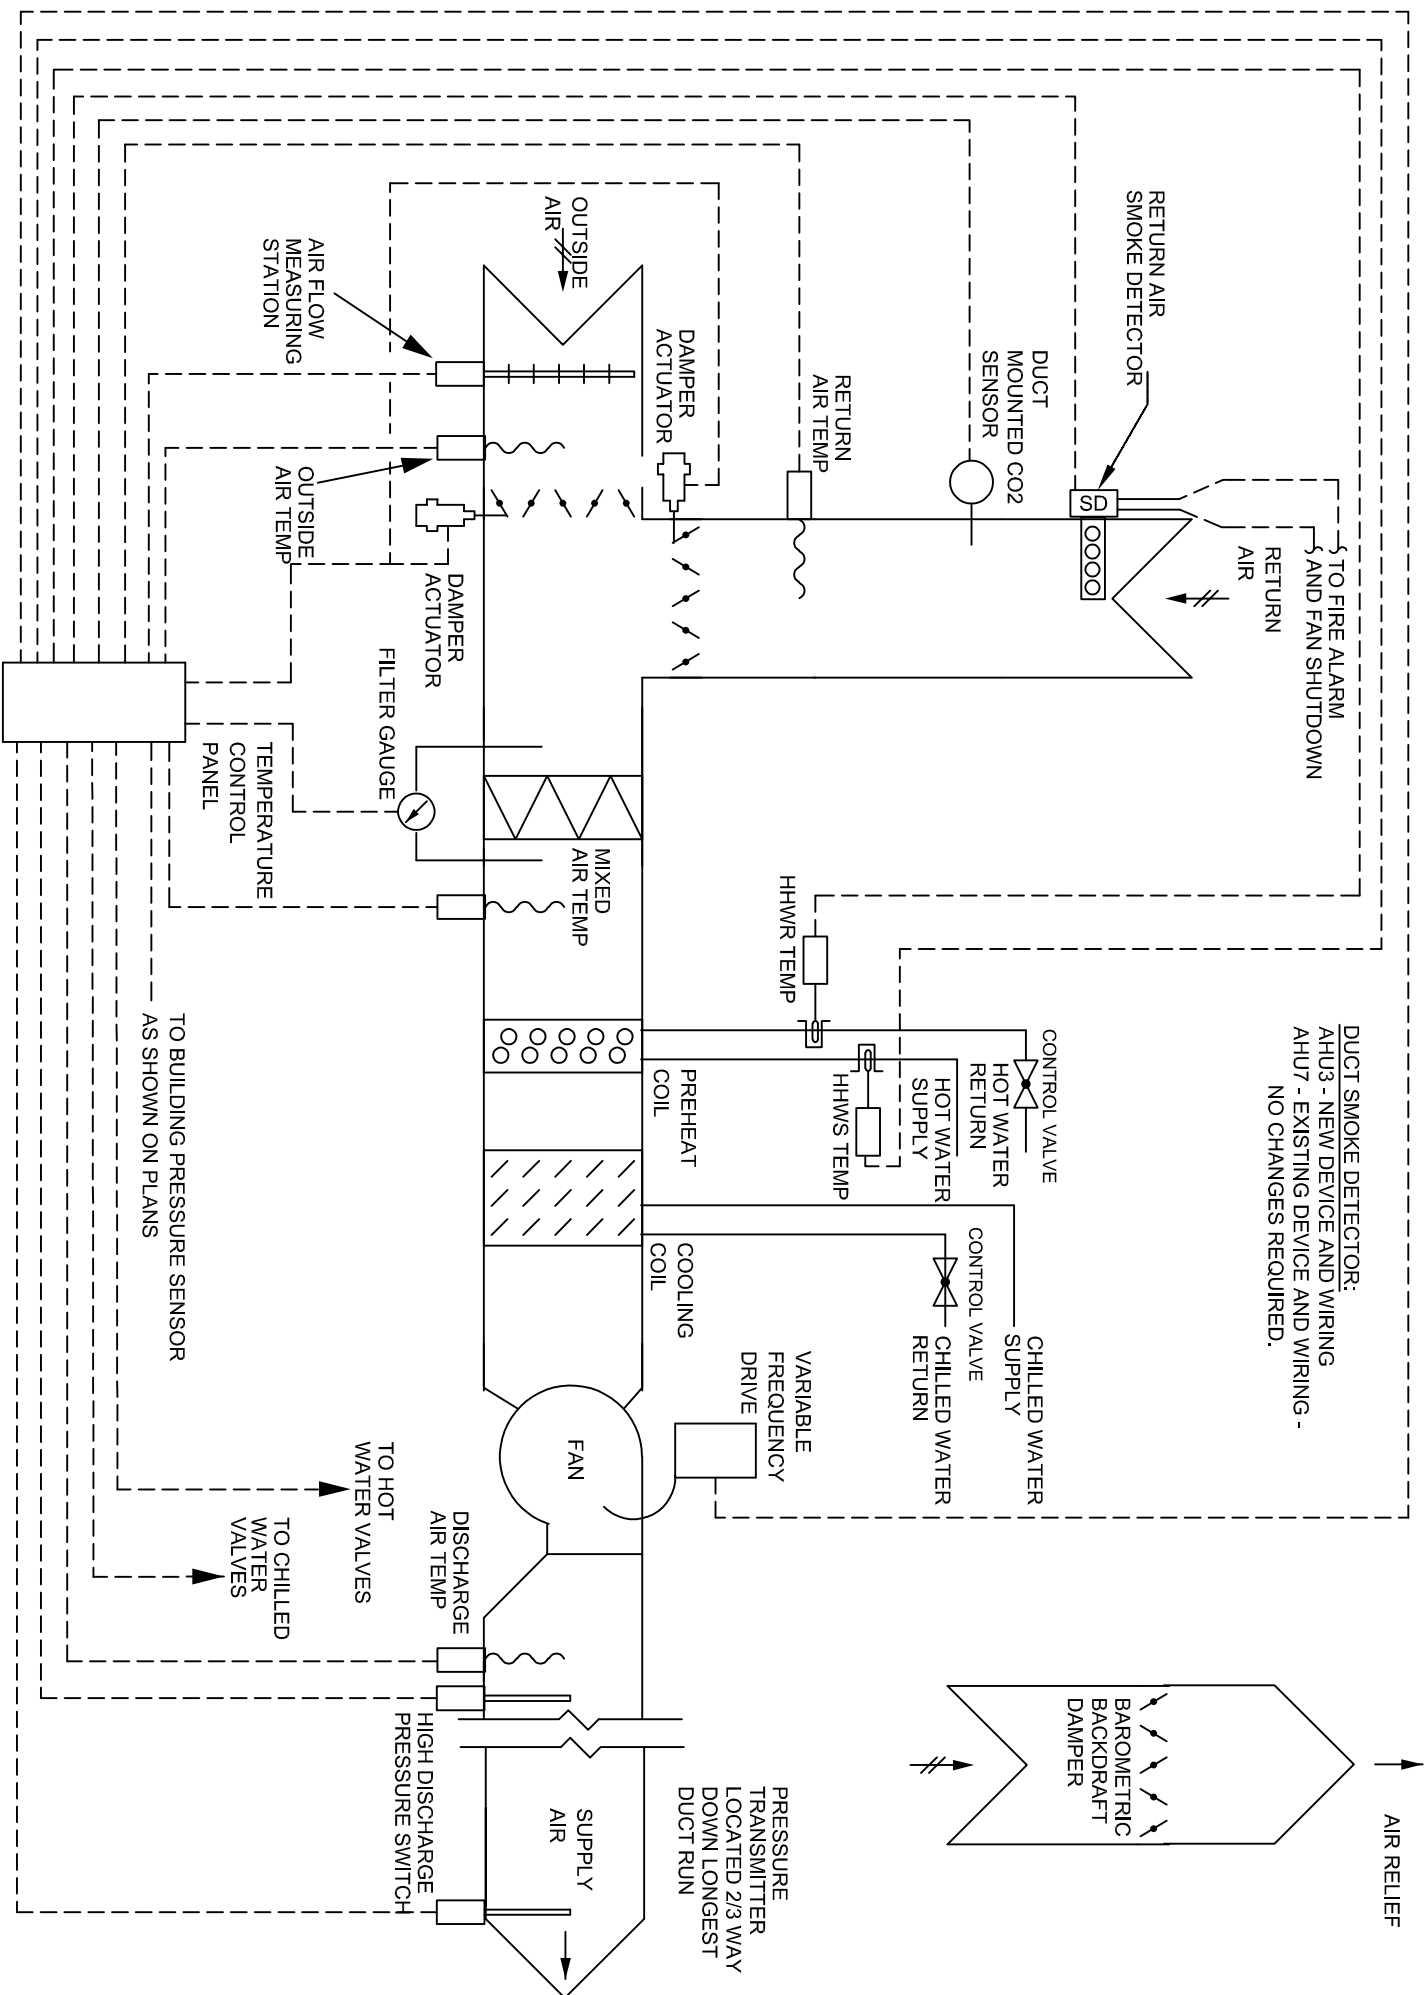 AIR RELIEF
BAROMETRIC
BACKDRAFT
DAMPER
DUCT SMOKE DETECTOR:
AHU3 - NEW DEVICE AND WIRING
AHU7 - EXISTING DEVICE AND WIRING -
NO CHANGES REQUIRED.
TO FIRE ALARM
AND FAN SHUTDOWN
RETURN
AIR
RETURN AIR
SMOKE DETECTOR
SD
DUCT
MOUNTED CO2
SENSOR
RETURN
AIR TEMP
DAMPER
ACTUATOR
OUTSIDE
AIR
AIR FLOW
MEASURING
STATION
OUTSIDE
AIR TEMP
DAMPER
ACTUATOR
FILTER GAUGE
TEMPERATURE
CONTROL
PANEL
MIXED
AIR TEMP
HHWR TEMP
CONTROL VALVE
HOT WATER
RETURN
HOT WATER
SUPPLY
HHWS TEMP
PREHEAT
COIL
COOLING
COIL
CONTROL VALVE
CHILLED WATER
SUPPLY
CHILLED WATER
RETURN
VARIABLE
FREQUENCY
DRIVE
FAN
TO BUILDING PRESSURE SENSOR
AS SHOWN ON PLANS
TO HOT
WATER VALVES
TO CHILLED
WATER
VALVES
DISCHARGE
AIR TEMP
HIGH DISCHARGE
PRESSURE SWITCH
SUPPLY
AIR
PRESSURE
TRANSMITTER
LOCATED 2/3 WAY
DOWN LONGEST
DUCT RUN